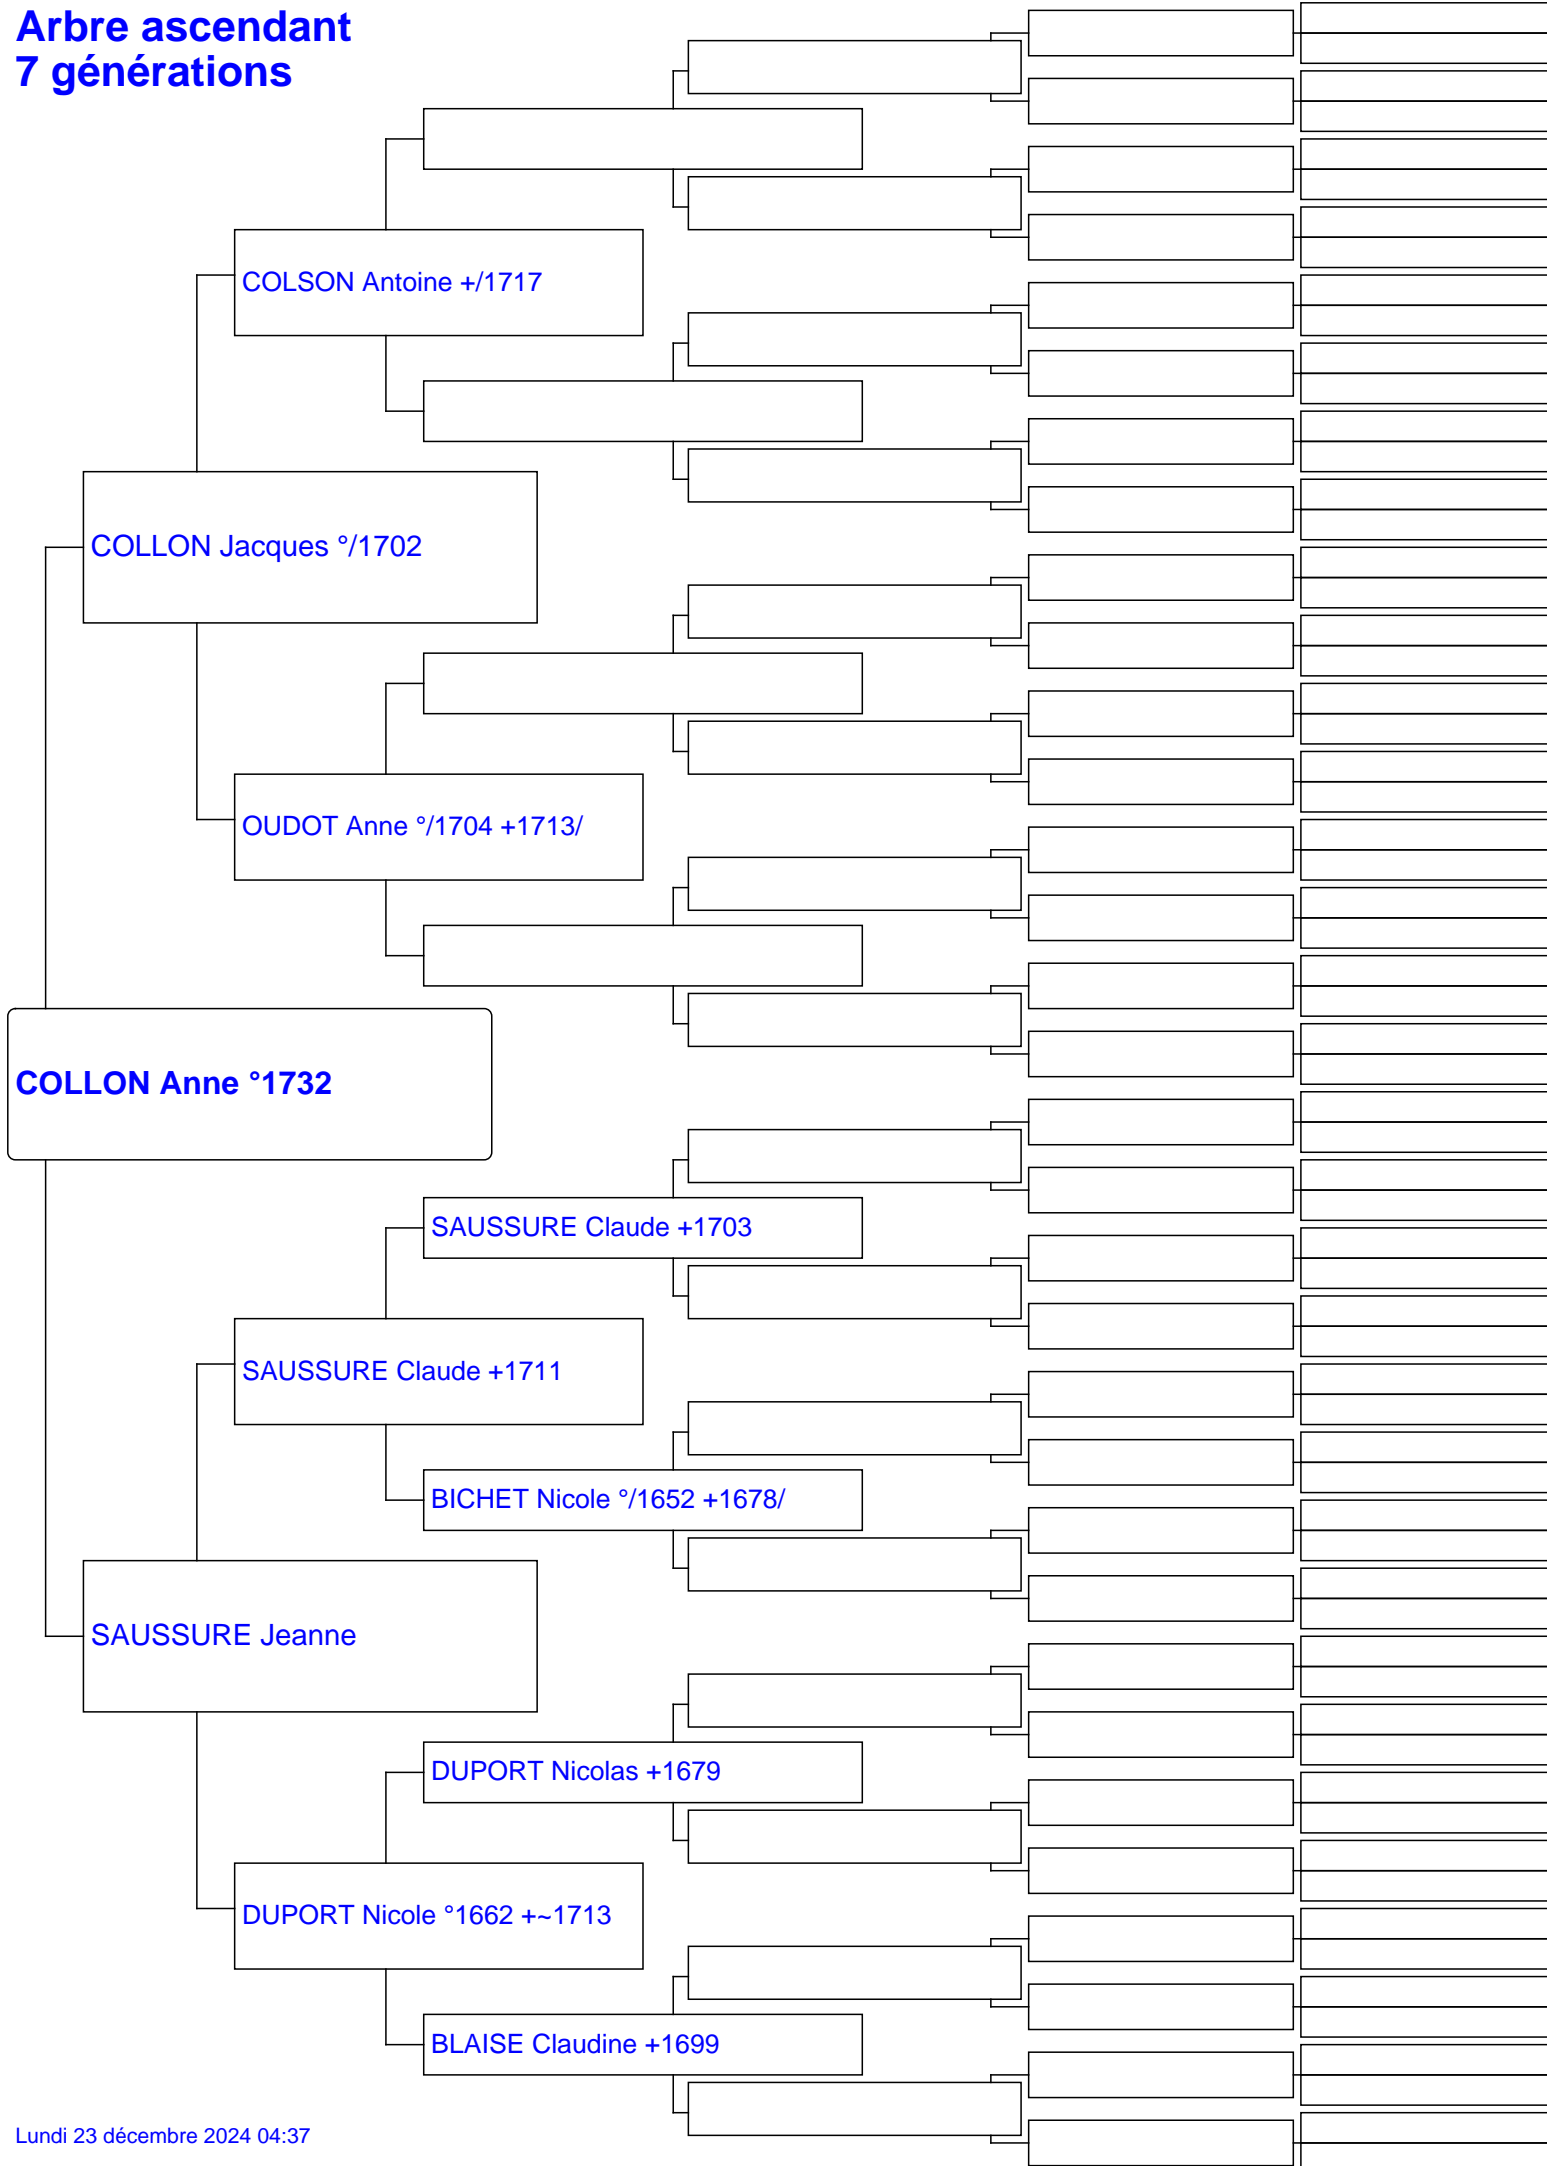 Arbre ascendant
7 générations
COLSON Antoine +/1717
COLLON Jacques °/1702
OUDOT Anne °/1704 +1713/
COLLON Anne °1732
SAUSSURE Claude +1703
SAUSSURE Claude +1711
BICHET Nicole °/1652 +1678/
SAUSSURE Jeanne
DUPORT Nicolas +1679
DUPORT Nicole °1662 +~1713
BLAISE Claudine +1699
Lundi 23 décembre 2024 04:37